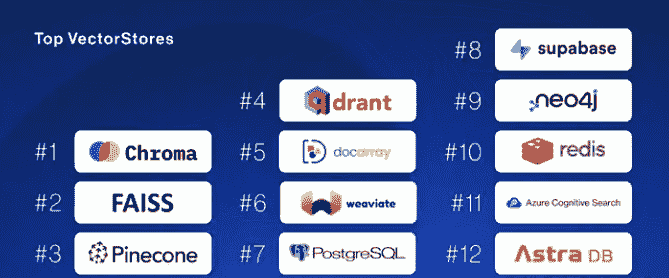 Top VectorStores
#1 Chroma
#2 FAISS
#3 Pinecone
#4 qdrant
#5 docarray
#6 weaviate
#7 PostgreSQL
#8 supabase
#9 neo4j
#10 redis
#11 Azure Cognitive Search
#12 Astra DB